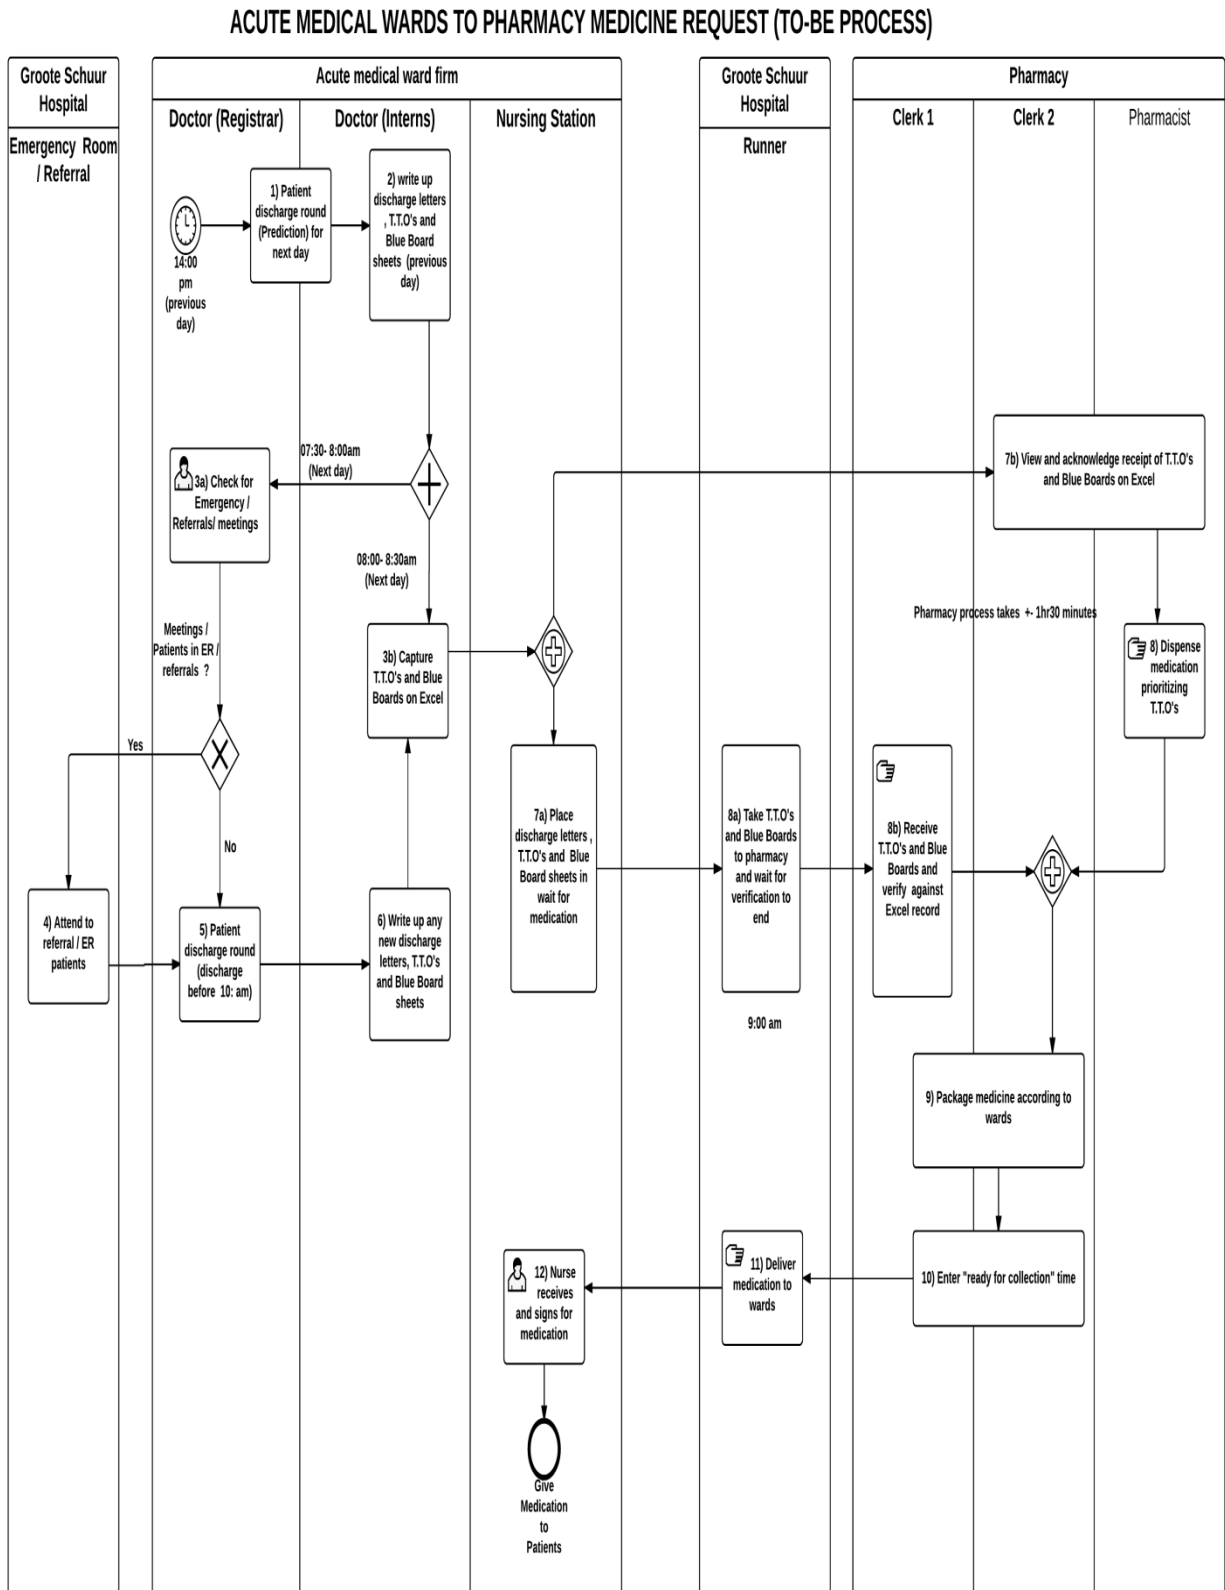 ACUTE MEDICAL WARDS TO PHARMACY MEDICINE REQUEST (TO-BE PROCESS)
Groote Schuur
Hospital
Emergency Room
/ Referral
Acute medical ward firm
Doctor (Registrar)
Doctor (Interns)
Nursing Station
Groote Schuur
Hospital
Runner
Pharmacy
Clerk 1
Clerk 2
Pharmacist
14:00
pm
(previous
day)
1) Patient
discharge round
(Prediction) for
next day
2) write up
discharge letters
, T.T.O's and
Blue Board
sheets (previous
day)
07:30- 8:00am
(Next day)
3a) Check for
Emergency /
Referrals/ meetings
08:00- 8:30am
(Next day)
7b) View and acknowledge receipt of T.T.O's
and Blue Boards on Excel
Meetings /
Patients in ER /
referrals ?
3b) Capture
T.T.O's and Blue
Boards on Excel
Pharmacy process takes +- 1hr30 minutes
8) Dispense
medication
prioritizing
T.T.O's
Yes
No
7a) Place
discharge letters ,
T.T.O's and Blue
Board sheets in
wait for
medication
8a) Take T.T.O's
and Blue Boards
to pharmacy
and wait for
verification to
end
9:00 am
8b) Receive
T.T.O's and Blue
Boards and
verify against
Excel record
4) Attend to
referral / ER
patients
5) Patient
discharge round
(discharge
before 10: am)
6) Write up any
new discharge
letters, T.T.O's
and Blue Board
sheets
9) Package medicine according to
wards
10) Enter "ready for collection" time
11) Deliver
medication to
wards
12) Nurse
receives
and signs for
medication
Give
Medication
to
Patients